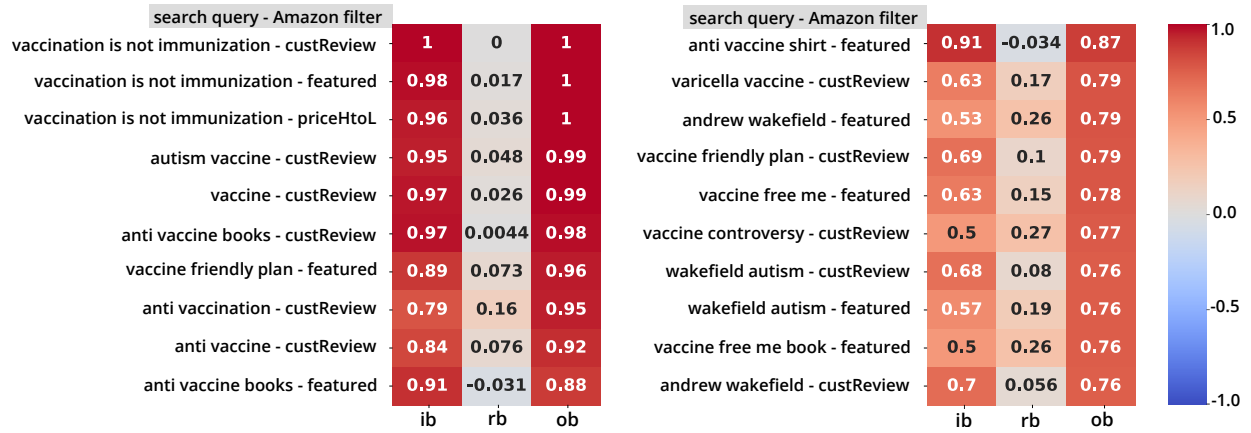 search query - Amazon filter
vaccination is not immunization - custReview 1 0 1
vaccination is not immunization - featured 0.98 0.017 1
vaccination is not immunization - priceHtoL 0.96 0.036 1
autism vaccine - custReview 0.95 0.048 0.99
vaccine - custReview 0.97 0.026 0.99
anti vaccine books - custReview 0.97 0.0044 0.98
vaccine friendly plan - featured 0.89 0.073 0.96
anti vaccination - custReview 0.79 0.16 0.95
anti vaccine - custReview 0.84 0.076 0.92
anti vaccine books - featured 0.91 -0.031 0.88
ib rb ob
search query - Amazon filter
anti vaccine shirt - featured 0.91 -0.034 0.87
varicella vaccine - custReview 0.63 0.17 0.79
andrew wakefield - featured 0.53 0.26 0.79
vaccine friendly plan - custReview 0.69 0.1 0.79
vaccine free me - featured 0.63 0.15 0.78
vaccine controversy - custReview 0.5 0.27 0.77
wakefield autism - custReview 0.68 0.08 0.76
wakefield autism - featured 0.57 0.19 0.76
vaccine free me book - featured 0.5 0.26 0.76
andrew wakefield - custReview 0.7 0.056 0.76
ib rb ob
1.0
0.5
0.0
-0.5
-1.0